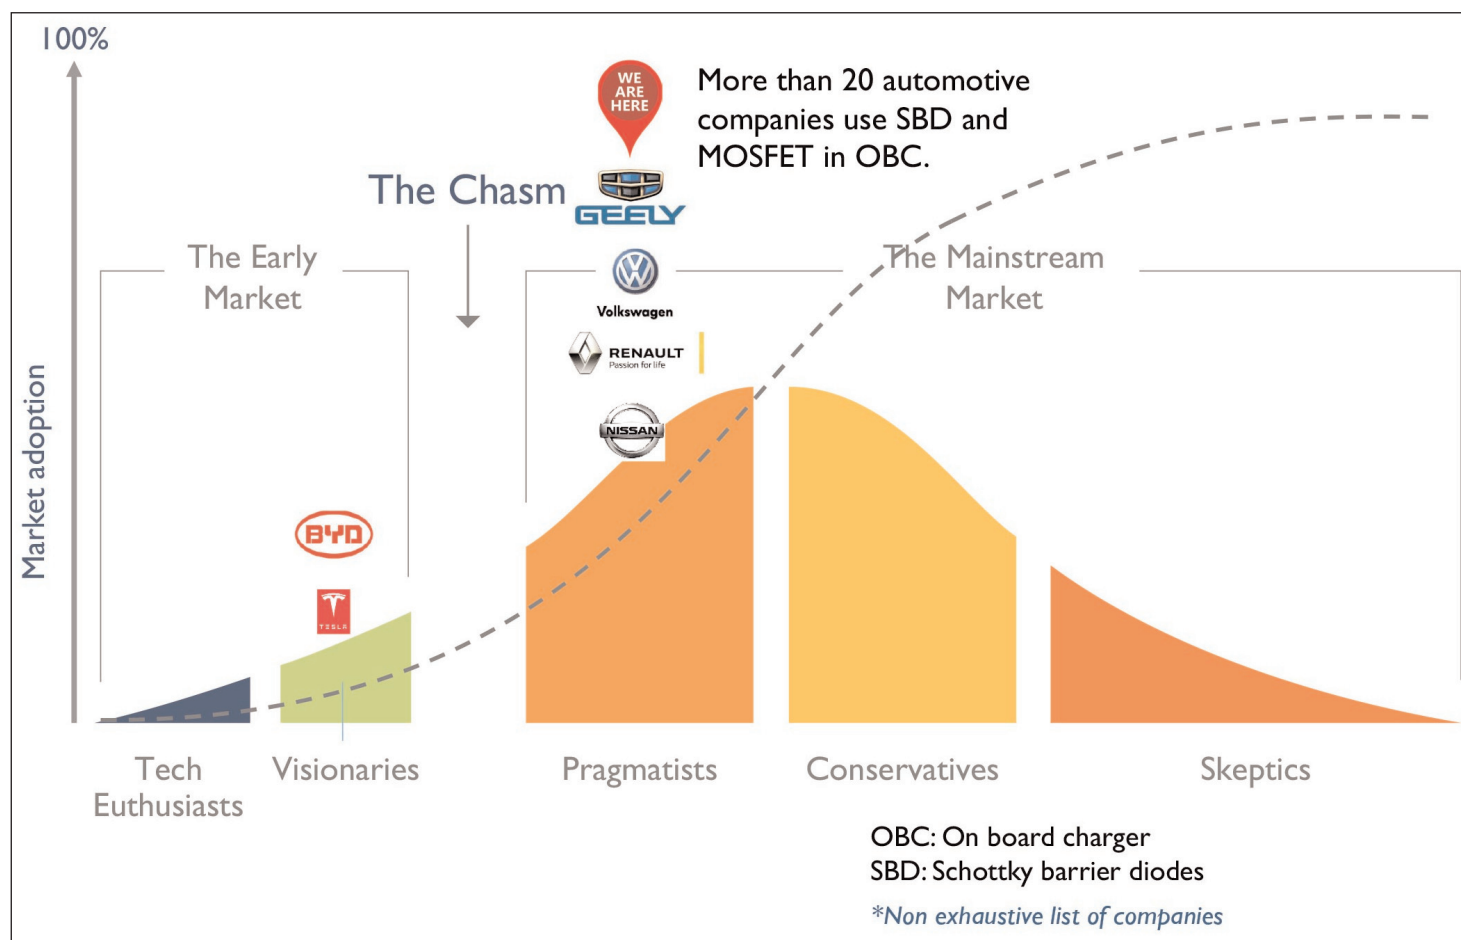 100%
WE
ARE
HERE
More than 20 automotive
companies use SBD and
MOSFET in OBC.
The Chasm
GEELY
The Early
Market
The Mainstream
Market
Volkswagen
RENAULT
Passion for life
NISSAN
Market adoption
BYD
TESLA
Tech
Euthusiasts
Visionaries
Pragmatists
Conservatives
Skeptics
OBC: On board charger
SBD: Schottky barrier diodes
*Non exhaustive list of companies